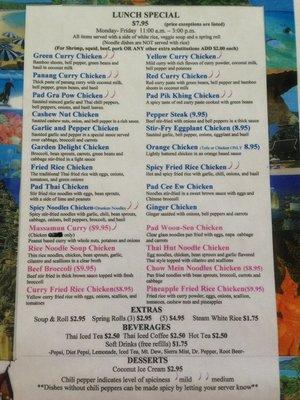 LUNCH SPECIAL
$7.95 (price exceptions are listed)
Monday- Friday 11:00 a.m. – 3:00 p.m.
All items served with a side of white rice, veggie spring and a spring roll
(Noodle dishes are NOT served with rice)
(For Shrimp, squid, beef, pork OR ANY other extra substitutions ADD $2.00 each)
Green Curry Chicken
Bamboo shoots, bell pepper, green beans, and basil
in coconut milk
Yellow Curry Chicken
Mild curry with rich flavors of curry powder, coconut milk,
bell pepper and potatoes
Panang Curry Chicken
Thick panang curry paste with coconut milk,
bell pepper, green beans, and basil
Red Curry Chicken
Red curry paste with green beans, bell pepper and bamboo
shoots in coconut milk
Pad Gra Pow Chicken
Sautéed minced garlic and Thai chili peppers,
bell peppers, onions, and basil leaves
Pad Pik Khing Chicken
A spicy taste of red curry paste cooked with green beans
Cashew Nut Chicken
Roasted cashew nuts, onions, and bell pepper in a rich sauce
Pepper Steak (9.95)
Beef stir-fried with onions and bell peppers in a thick sauce
Garlic and Pepper Chicken
Sautéed garlic and pepper in a special sauce served
over cabbage, broccoli and carrots
Stir-Fry Eggplant Chicken (8.95)
Sautéed garlic, bell pepper, onions, eggplant and basil
Garden Delight Chicken
Broccoli, bean sprouts, carrots, green beans and
cabbage stir-fried in a light sauce
Orange Chicken (Tofu or Chicken ONLY 8.95)
Lightly battered chicken in an orange based sauce
Fried Rice Chicken
The traditional Thai fried rice with eggs, onions,
tomatoes, and green onions
Spicy Fried Rice Chicken
Hot and spicy fried rice with garlic, chili, onions, and basil
Pad Thai Chicken
Stir fried rice noodles with eggs, bean sprouts,
with a side of lime and peanuts
Pad Cee Ew Chicken
Noodles stir-fried in a sweet brown sauce with eggs and
Chinese broccoli
Spicy Noodles Chicken
Spicy stir-fried noodles with garlic, chili, bean sprouts,
cabbage, onions, bell peppers, broccoli, and basil
Ginger Chicken
Ginger sautéed with onions, bell peppers and carrots
Massamun Curry ($9.95)
(Chicken only)
Peanut based curry with whole nuts, potatoes and onions
Pad Woon-Sen Chicken
Clear glass noodles pan fried with eggs, napa cabbage
and carrots
Rice Noodle Soup Chicken
Thin rice noodles, chicken, bean sprouts, garlic,
cilantro and scallions in a clear broth
Thai Hut Noodle Chicken
Egg noodles, chicken, bean sprouts and garlic flavored
Thai style topped with cilantro and scallions
Beef Broccoli ($9.95)
Beef stir fried in thick brown sauce topped with fresh
broccoli
Chow Mein Noodles Chicken ($8.95)
Pan fried noodles with bean sprouts, broccoli, carrots,
cabbage
Curry Fried Rice Chicken($8.95)
Yellow curry fried rice with eggs, onions, scallions, and
tomatoes
Pineapple Fried Rice Chicken($8.95)
Fried rice with curry powder, eggs, onions, scallions,
tomatoes, cashew nuts and pineapples
EXTRAS
Soup & Roll $2.95 Spring Rolls (3) $2.95 (5) $4.95 Steam White Rice $1.75
BEVERAGES
Thai Iced Tea $2.50 Thai Iced Coffee $2.50 Hot Tea $2.50
Soft Drinks (free refills) $1.75
-Pepsi, Diet Pepsi, Lemonade, Iced Tea, Mt. Dew, Sierra Mist, Dr. Pepper, Root Beer-
DESSERTS
Coconut Ice Cream $2.95
Chili pepper indicates level of spiciness mild medium
**Dishes without chili peppers can be made spicy by letting your server know**